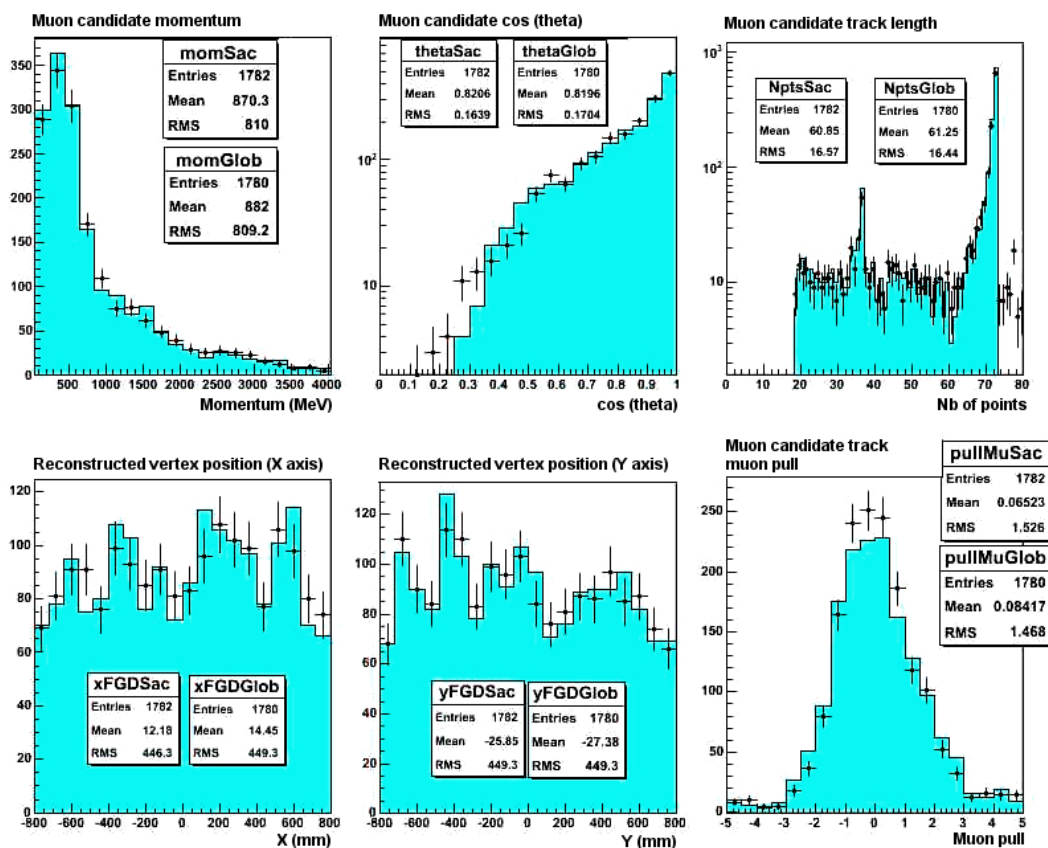 Muon candidate momentum
momSac
Entries 1782
Mean 870.3
RMS 810
momGlob
Entries 1780
Mean 882
RMS 809.2
350
300
250
200
150
100
50
0
500 1000 1500 2000 2500 3000 3500 4000
Momentum (MeV)
Muon candidate cos (theta)
thetaSac
Entries 1782
Mean 0.8206
RMS 0.1639
thetaGlob
Entries 1780
Mean 0.8196
RMS 0.1704
10²
10
0 0.1 0.2 0.3 0.4 0.5 0.6 0.7 0.8 0.9 1
cos (theta)
Muon candidate track length
NptsSac
Entries 1782
Mean 60.85
RMS 16.57
NptsGlob
Entries 1780
Mean 61.25
RMS 16.44
10³
10²
10
0 10 20 30 40 50 60 70 80
Nb of points
Reconstructed vertex position (X axis)
120
100
80
60
40
20
0
xFGDSac
Entries 1782
Mean 12.18
RMS 446.3
xFGDGlob
Entries 1780
Mean 14.45
RMS 449.3
-800 -600 -400 -200 0 200 400 600 800
X (mm)
Reconstructed vertex position (Y axis)
120
100
80
60
40
20
0
yFGDSac
Entries 1782
Mean -25.85
RMS 449.3
yFGDGlob
Entries 1780
Mean -27.38
RMS 449.3
-800 -600 -400 -200 0 200 400 600 800
Y (mm)
Muon candidate track
muon pull
pullMuSac
Entries 1782
Mean 0.06523
RMS 1.526
pullMuGlob
Entries 1780
Mean 0.08417
RMS 1.468
250
200
150
100
50
0
-5 -4 -3 -2 -1 0 1 2 3 4 5
Muon pull